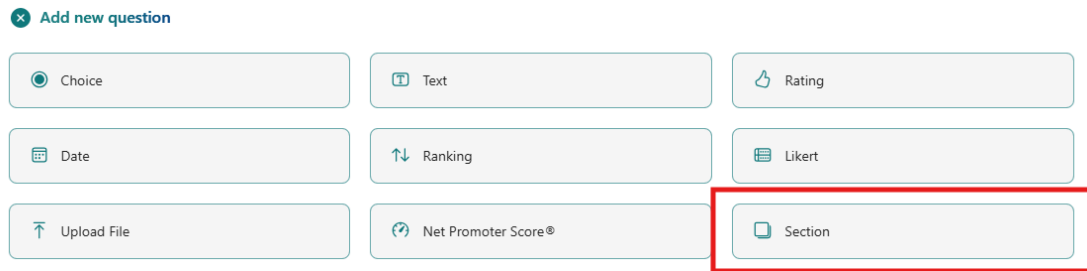 Add new question
Choice
Text
Rating
Date
Ranking
Likert
Upload File
Net Promoter Score®
Section